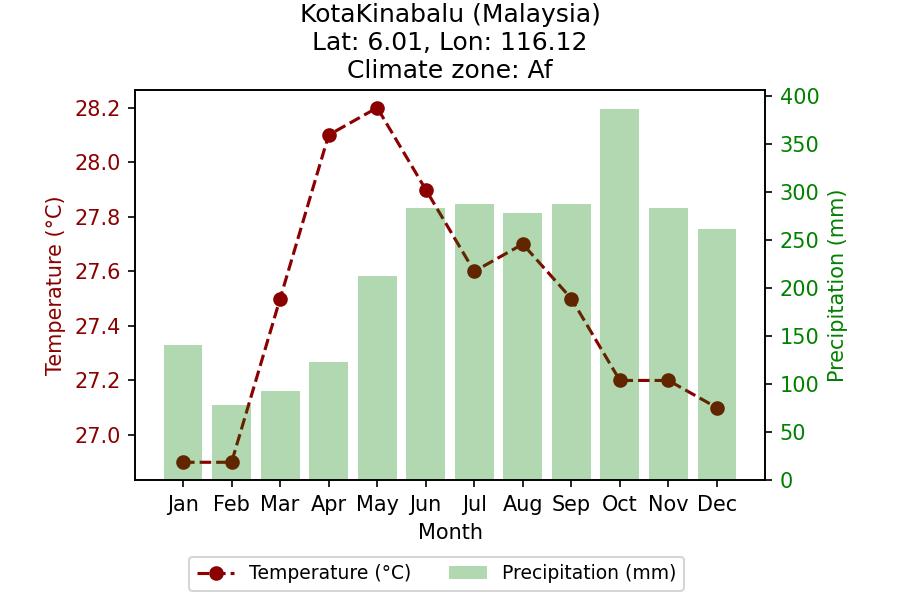 KotaKinabalu (Malaysia)
Lat: 6.01, Lon: 116.12
Climate zone: Af
28.2
28.0
27.8
27.6
27.4
27.2
27.0
Temperature (°C)
400
350
300
250
200
150
100
50
0
Precipitation (mm)
Jan Feb Mar Apr May Jun Jul Aug Sep Oct Nov Dec
Month
Temperature (°C) Precipitation (mm)